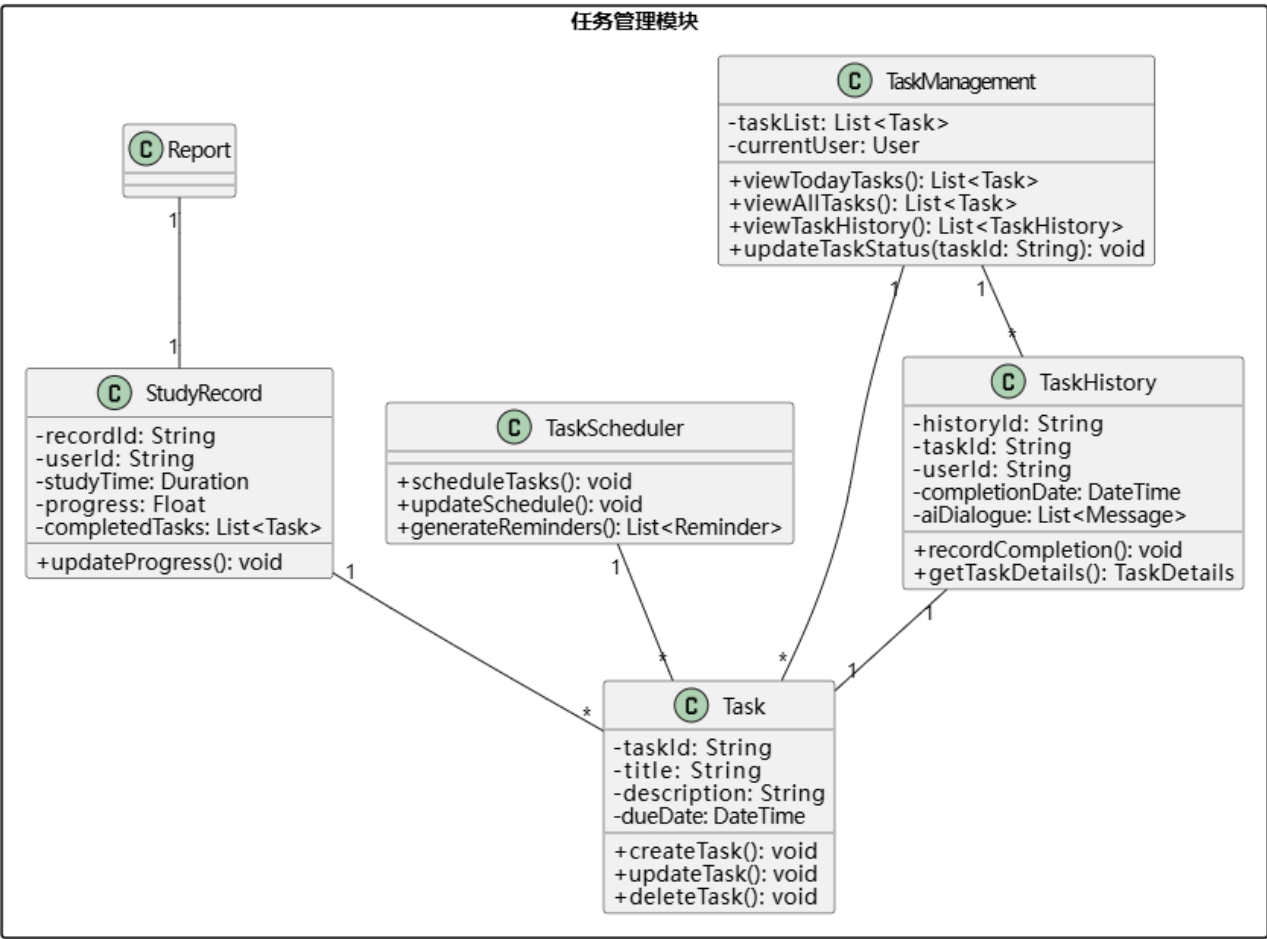 任务管理模块
C TaskManagement
-taskList: List<Task>
-currentUser: User
+viewTodayTasks(): List<Task>
+viewAllTasks(): List<Task>
+viewTaskHistory(): List<TaskHistory>
+updateTaskStatus(taskId: String): void
C Report
1
1
1
1
*
C StudyRecord
-recordId: String
-userId: String
-studyTime: Duration
-progress: Float
-completedTasks: List<Task>
+updateProgress(): void
C TaskScheduler
+scheduleTasks(): void
+updateSchedule(): void
+generateReminders(): List<Reminder>
C TaskHistory
-historyId: String
-taskId: String
-userId: String
-completionDate: DateTime
-aiDialogue: List<Message>
+recordCompletion(): void
+getTaskDetails(): TaskDetails
1
1
1
*
*
1
*
C Task
-taskId: String
-title: String
-description: String
-dueDate: DateTime
+createTask(): void
+updateTask(): void
+deleteTask(): void